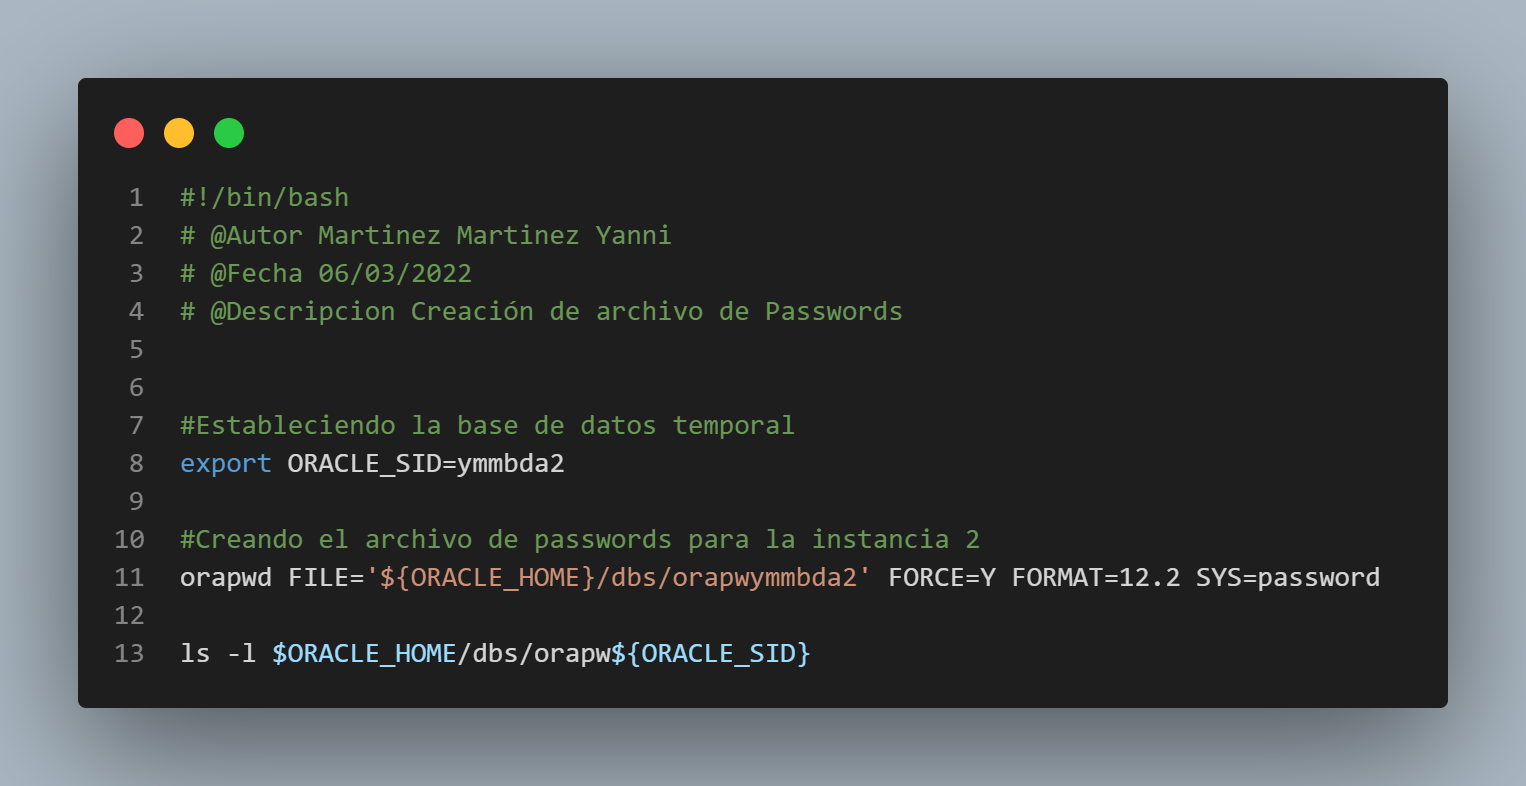 1 #!/bin/bash
2 # @Autor Martinez Martinez Yanni
3 # @Fecha 06/03/2022
4 # @Descripcion Creación de archivo de Passwords
5
6
7 #Estableciendo la base de datos temporal
8 export ORACLE_SID=ymmbda2
9
10 #Creando el archivo de passwords para la instancia 2
11 orapwd FILE='${ORACLE_HOME}/dbs/orapwymmbda2' FORCE=Y FORMAT=12.2 SYS=password
12
13 ls -l $ORACLE_HOME/dbs/orapw${ORACLE_SID}